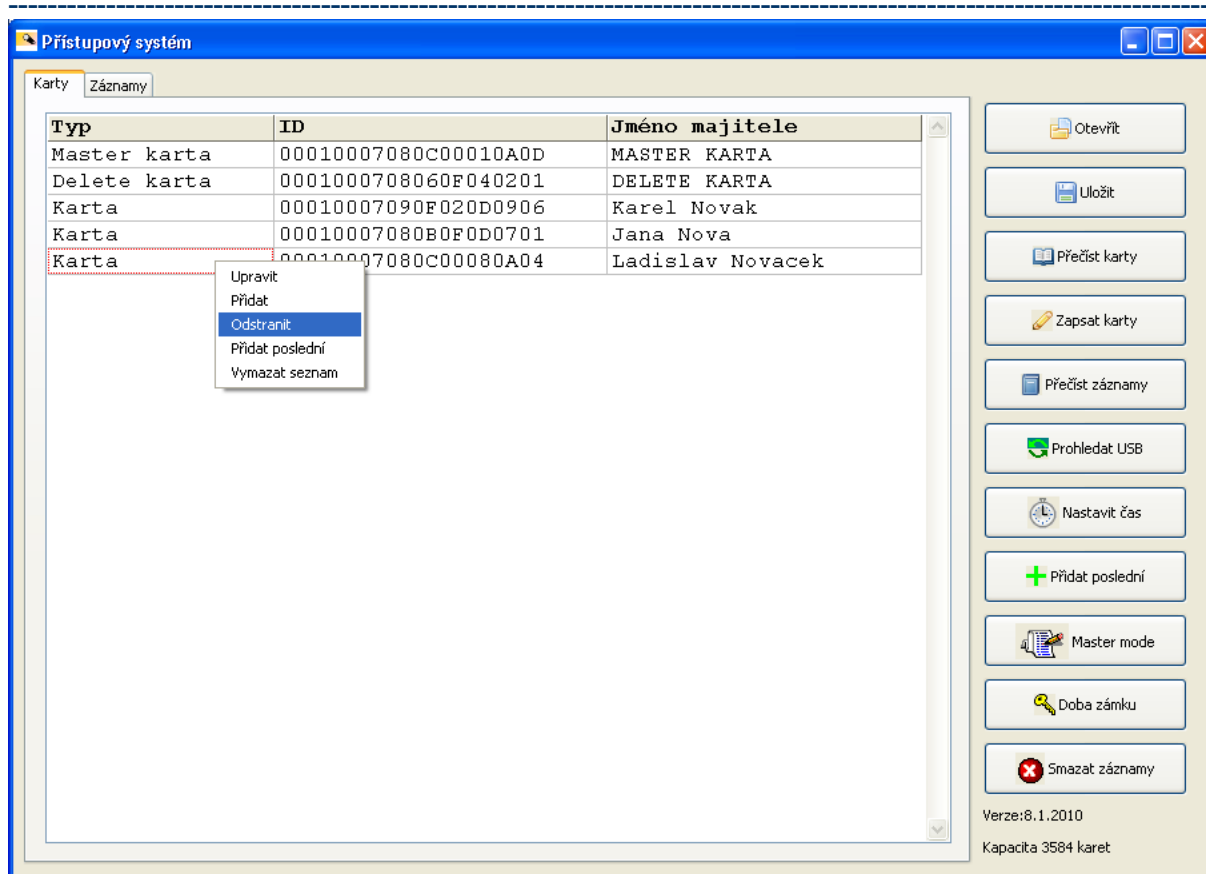 Přístupový systém
Karty Záznamy
Typ ID Jméno majitele
Master karta 00010007080C00010A0D MASTER KARTA
Delete karta 0001000708060F040201 DELETE KARTA
Karta 00010007090F020D0906 Karel Novak
Karta 00010007080B0F0D0701 Jana Nova
Karta 00010007080C00080A04 Ladislav Novacek
Upravit
Přidat
Odstranit
Přidat poslední
Vymazat seznam
Otevřít
Uložit
Přečíst karty
Zapsat karty
Přečíst záznamy
Prohledat USB
Nastavit čas
Přidat poslední
Master mode
Doba zámku
Smazat záznamy
Verze:8.1.2010
Kapacita 3584 karet